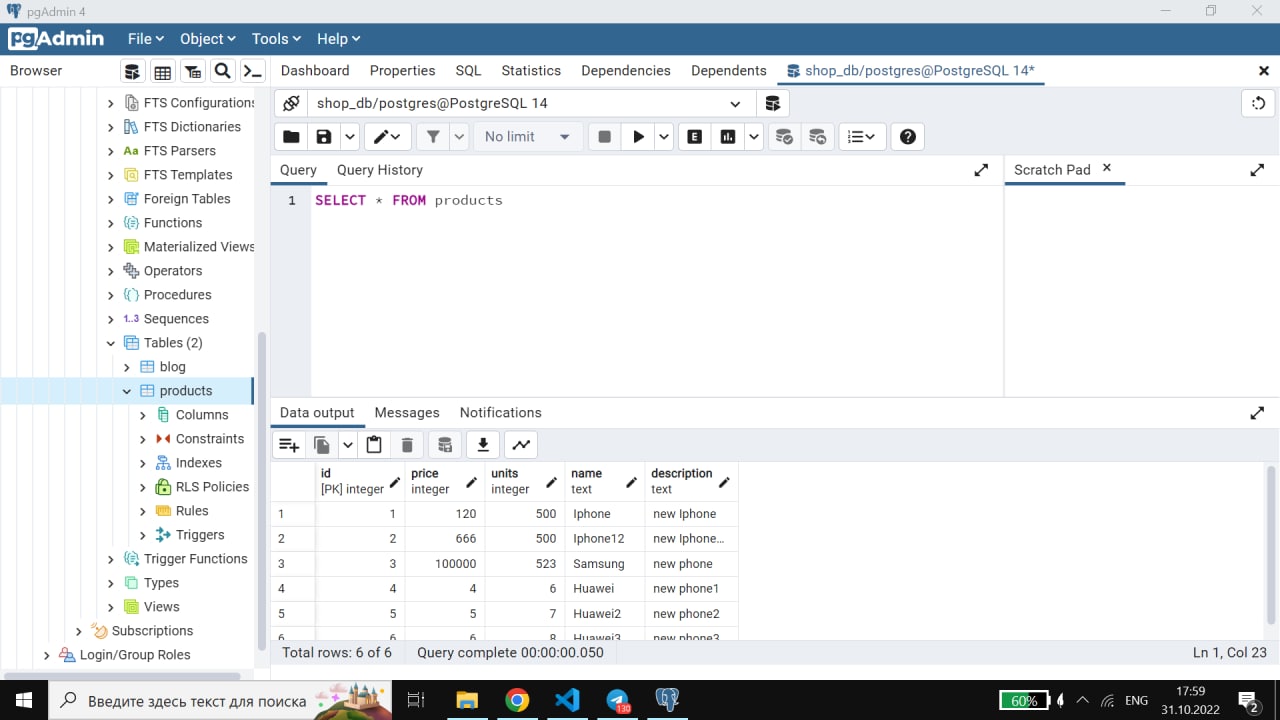 pgAdmin 4
pgAdmin File Object Tools Help
Browser
Dashboard Properties SQL Statistics Dependencies Dependents shop_db/postgres@PostgreSQL 14*
FTS Configurations
FTS Dictionaries
Aa FTS Parsers
FTS Templates
Foreign Tables
Functions
Materialized Views
Operators
Procedures
1..3 Sequences
Tables (2)
blog
products
Columns
Constraints
Indexes
RLS Policies
Rules
Triggers
Trigger Functions
Types
Views
Subscriptions
Login/Group Roles
shop_db/postgres@PostgreSQL 14
No limit E
Query Query History Scratch Pad
1 SELECT * FROM products
Data output Messages Notifications
id price units name description
[PK] integer integer integer text text
1 1 120 500 Iphone new Iphone
2 2 666 500 Iphone12 new Iphone...
3 3 100000 523 Samsung new phone
4 4 4 6 Huawei new phone1
5 5 5 7 Huawei2 new phone2
6 6 6 8 Huawei3 new phone3
Total rows: 6 of 6 Query complete 00:00:00.050 Ln 1, Col 23
Введите здесь текст для поиска 130 60% ENG 17:59
31.10.2022 2